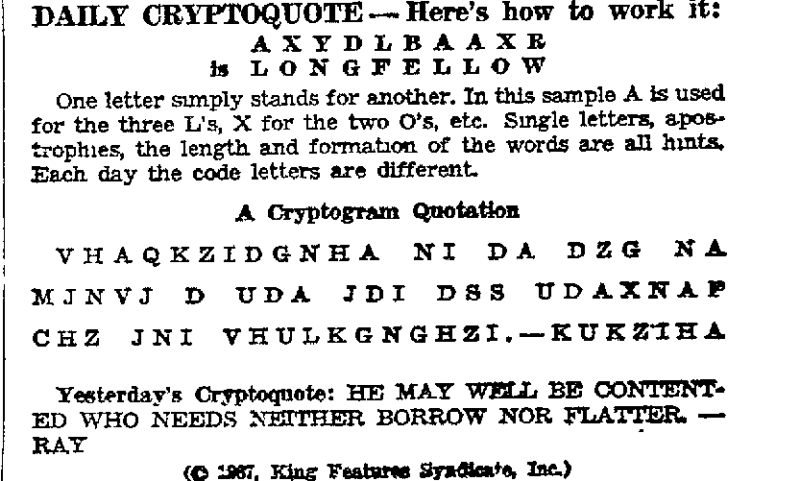 DAILY CRYPTOQUOTE — Here's how to work it:
A X Y D L B A A X R
is L O N G F E L L O W
One letter simply stands for another. In this sample A is used
for the three L's, X for the two O's, etc. Single letters, apos-
trophies, the length and formation of the words are all hints.
Each day the code letters are different.
A Cryptogram Quotation
V H A Q K Z I D G N H A N I D A D Z G N A
M J N V J D U D A J D I D S S U D A X N A P
C H Z J N I V H U L K G N G H Z I . — K U K Z I H A
Yesterday's Cryptoquote: HE MAY WELL BE CONTENT-
ED WHO NEEDS NEITHER BORROW NOR FLATTER. —
RAY
(© 1967, King Features Syndicate, Inc.)